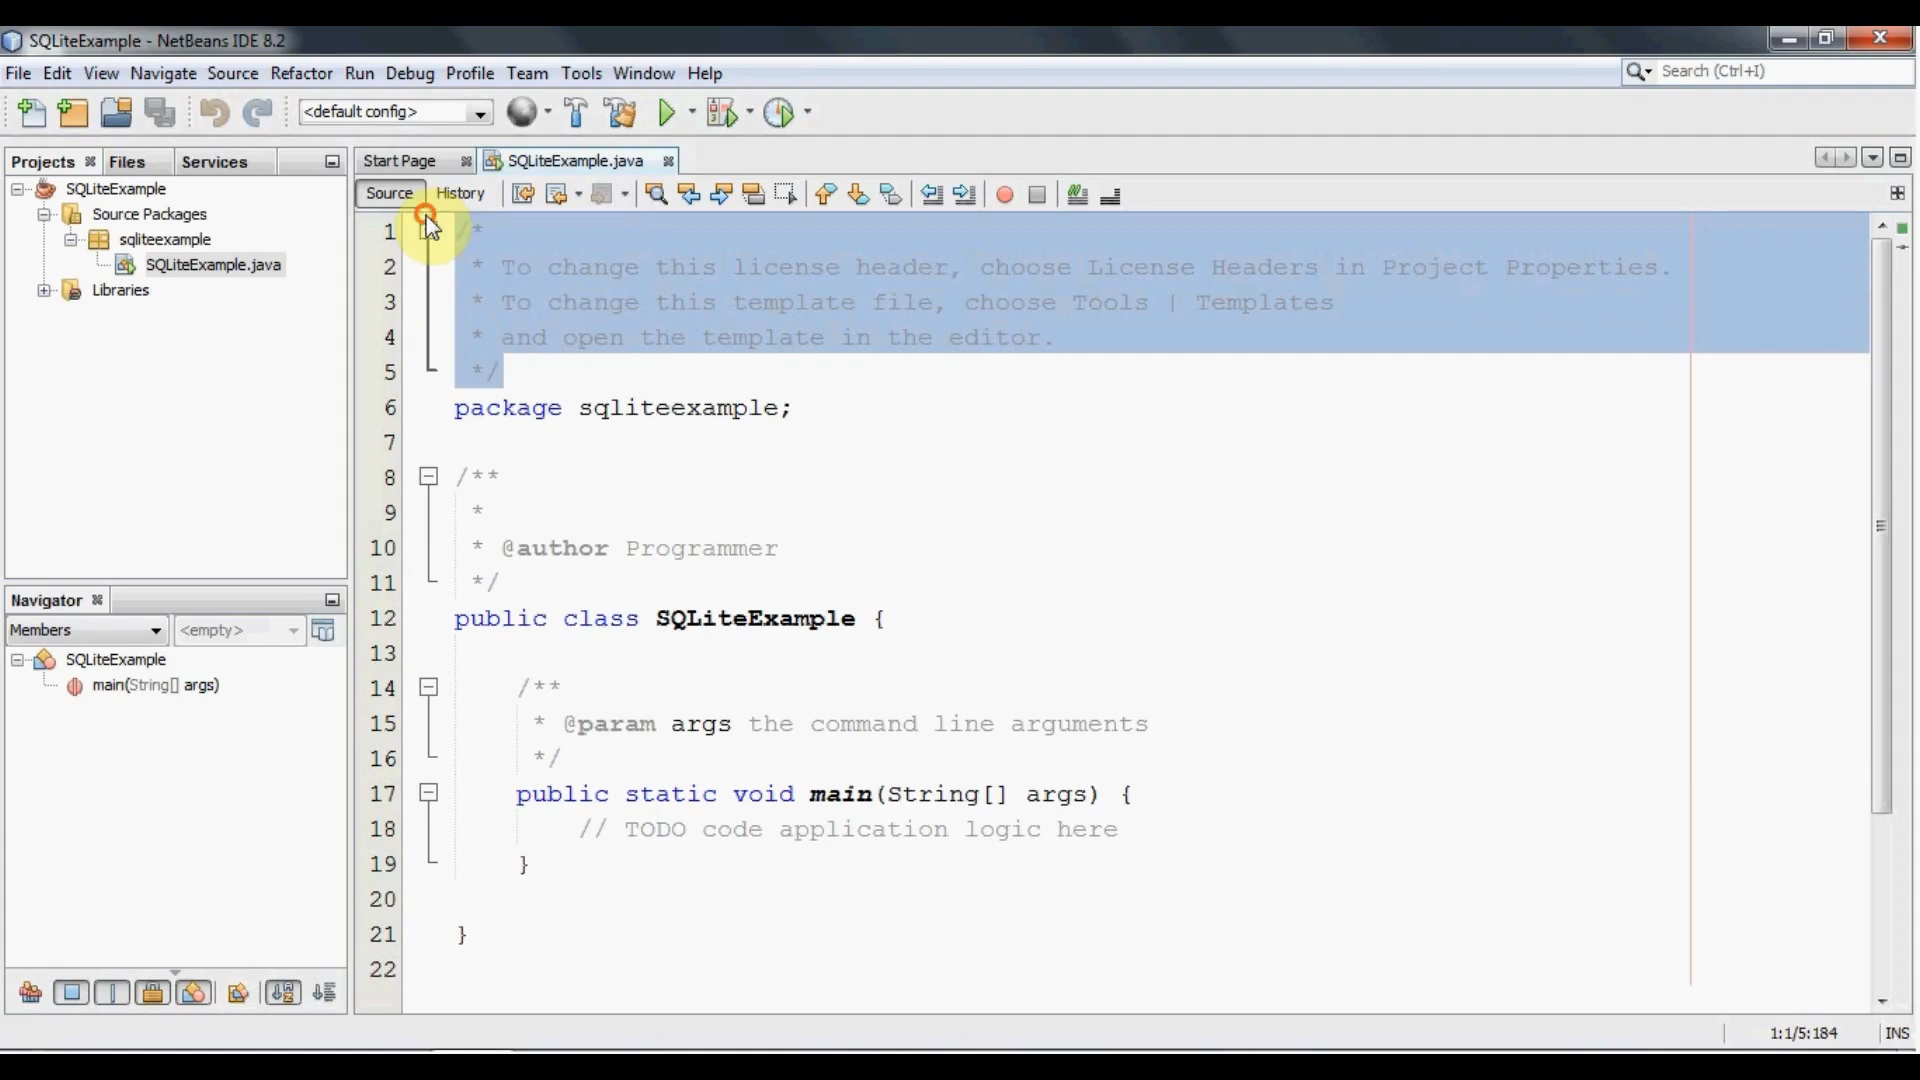 SQLiteExample - NetBeans IDE 8.2
File Edit View Navigate Source Refactor Run Debug Profile Team Tools Window Help
Search (Ctrl+I)
<default config>
Projects Files Services
SQLiteExample
Source Packages
sqliteexample
SQLiteExample.java
Libraries
Navigator
Members <empty>
SQLiteExample
main(String[] args)
Start Page SQLiteExample.java
Source History
1 /*
2 * To change this license header, choose License Headers in Project Properties.
3 * To change this template file, choose Tools | Templates
4 * and open the template in the editor.
5 */
6 package sqliteexample;
7
8 /**
9 *
10 * @author Programmer
11 */
12 public class SQLiteExample {
13
14 /**
15 * @param args the command line arguments
16 */
17 public static void main(String[] args) {
18 // TODO code application logic here
19 }
20
21 }
22
1:1/5:184 INS